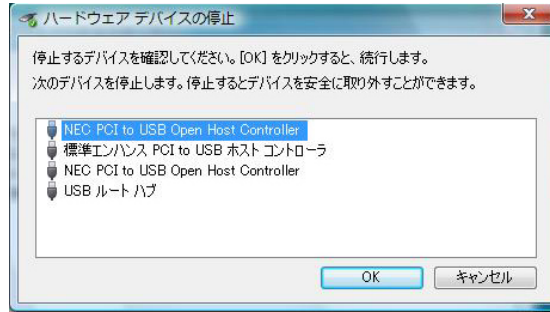 ハードウェア デバイスの停止
停止するデバイスを確認してください。[OK] をクリックすると、続行します。
次のデバイスを停止します。停止するとデバイスを安全に取り外すことができます。
NEC PCI to USB Open Host Controller
標準エンハンス PCI to USB ホスト コントローラ
NEC PCI to USB Open Host Controller
USB ルート ハブ
OK キャンセル